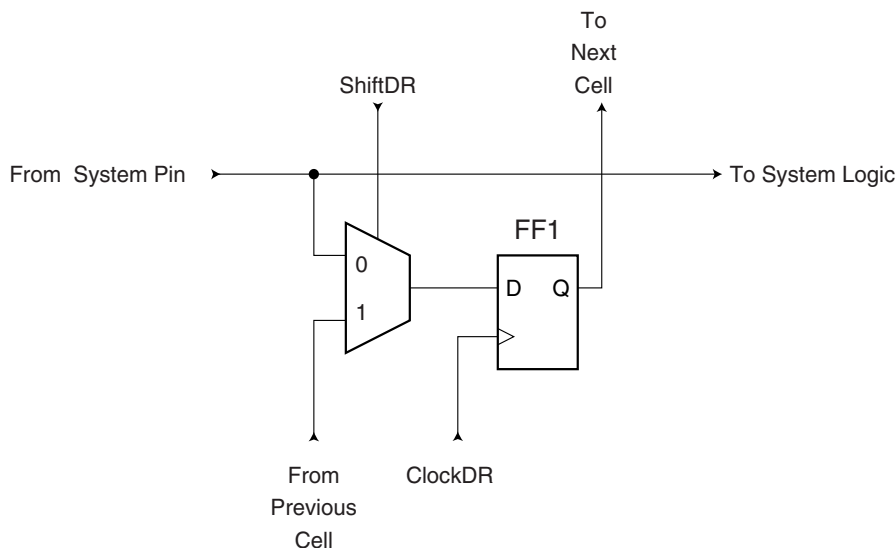 To
Next
Cell
ShiftDR
From System Pin
To System Logic
FF1
0
1
D Q
From
Previous
Cell
ClockDR